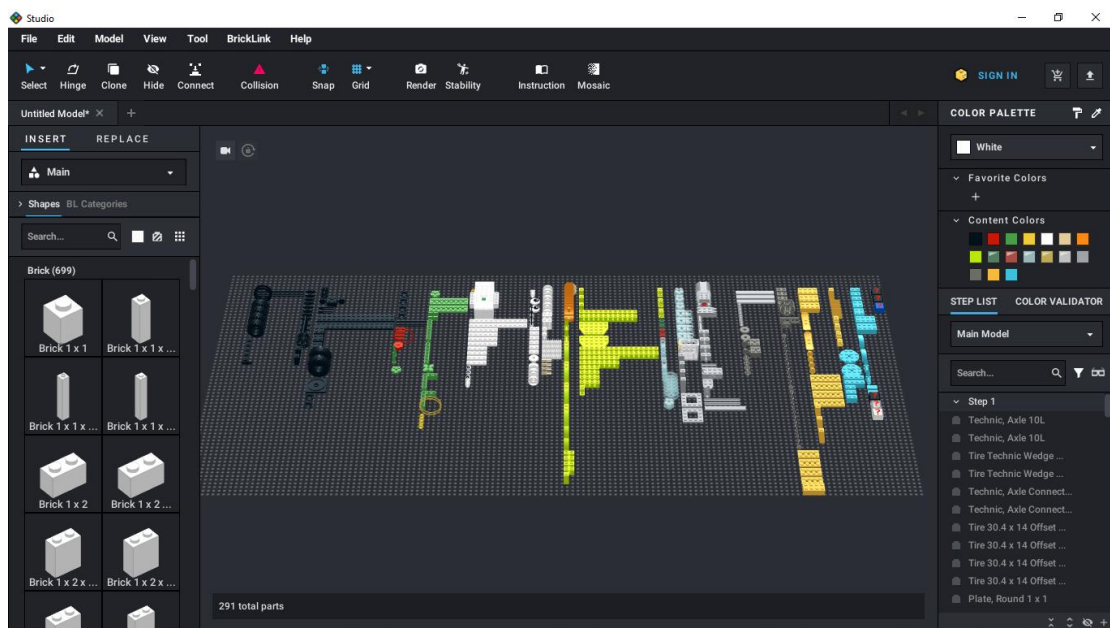 Studio
File Edit Model View Tool BrickLink Help
Select Hinge Clone Hide Connect Collision Snap Grid Render Stability Instruction Mosaic SIGN IN
Untitled Model*
INSERT REPLACE
Main
Shapes BL Categories
Search...
Brick (699)
Brick 1 x 1 Brick 1 x 1 x ...
Brick 1 x 1 x ... Brick 1 x 1 x ...
Brick 1 x 2 Brick 1 x 2 ...
Brick 1 x 2 x ... Brick 1 x 2 x ...
291 total parts
COLOR PALETTE
White
Favorite Colors
Content Colors
STEP LIST COLOR VALIDATOR
Main Model
Search...
Step 1
Technic, Axle 10L
Technic, Axle 10L
Tire Technic Wedge ...
Tire Technic Wedge ...
Technic, Axle Connect...
Technic, Axle Connect...
Tire 30.4 x 14 Offset ...
Tire 30.4 x 14 Offset ...
Tire 30.4 x 14 Offset ...
Tire 30.4 x 14 Offset ...
Plate, Round 1 x 1